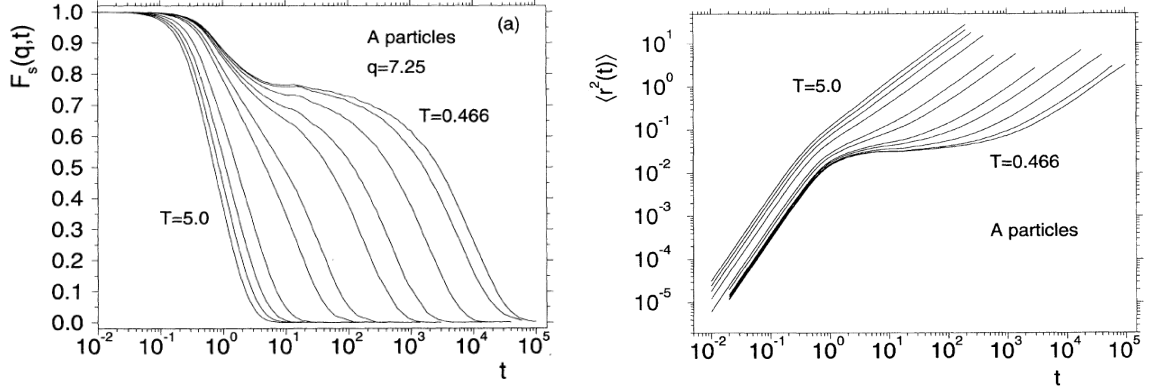 F_s(q,t)
1.0
0.9
0.8
0.7
0.6
0.5
0.4
0.3
0.2
0.1
0.0
(a)
A particles
q=7.25
T=0.466
T=5.0
10^-2 10^-1 10^0 10^1 10^2 10^3 10^4 10^5
t
⟨r^2(t)⟩
10^1
10^0
10^-1
10^-2
10^-3
10^-4
10^-5
T=5.0
T=0.466
A particles
10^-2 10^-1 10^0 10^1 10^2 10^3 10^4 10^5
t